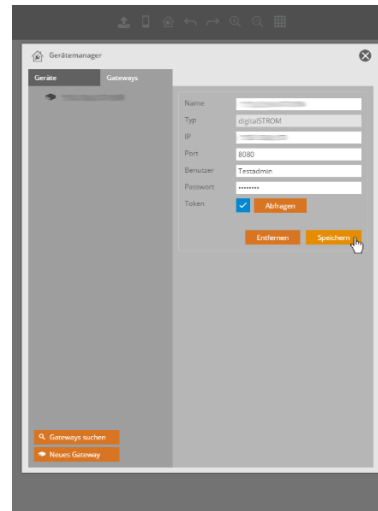 Gerätemanager
Geräte
Gateways
Name
Typ
digitalSTROM
IP
Port
8080
Benutzer
Testadmin
Passwort
••••••••
Token
Abfragen
Entfernen
Speichern
Gateways suchen
Neues Gateway